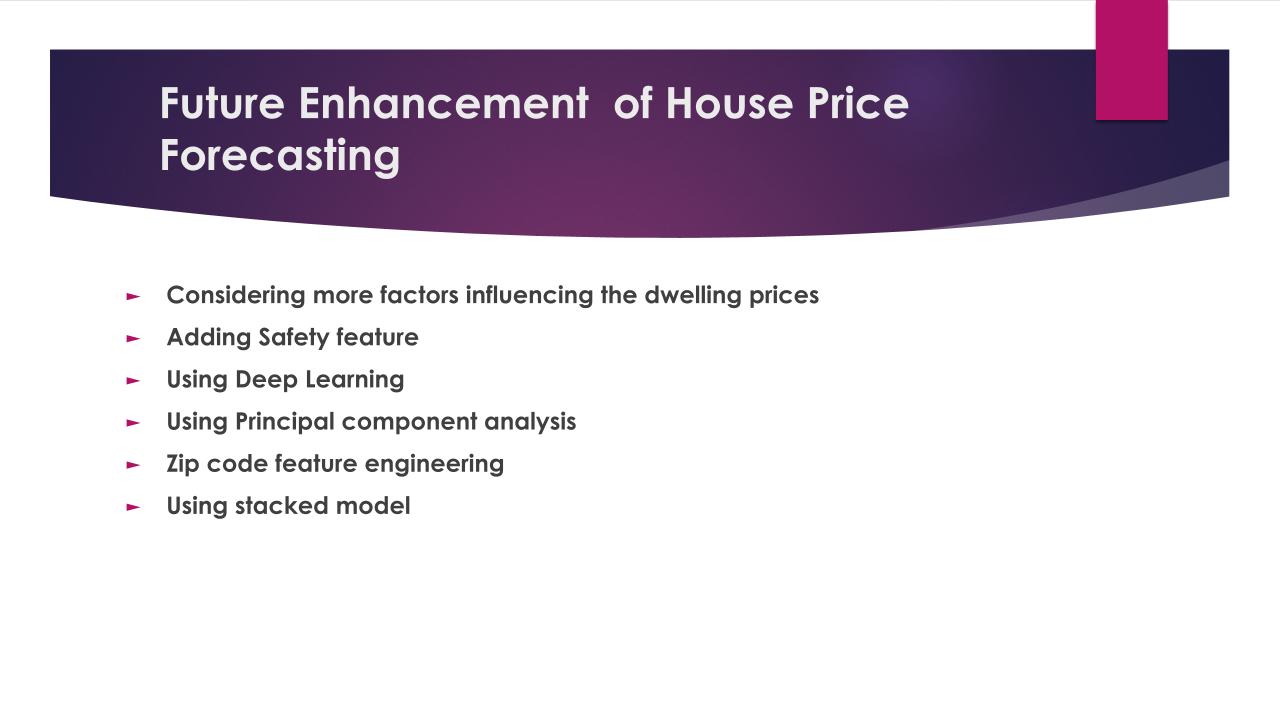 Future Enhancement  of House Price
Forecasting
► Considering more factors influencing the dwelling prices
► Adding Safety feature
► Using Deep Learning
► Using Principal component analysis
► Zip code feature engineering
► Using stacked model